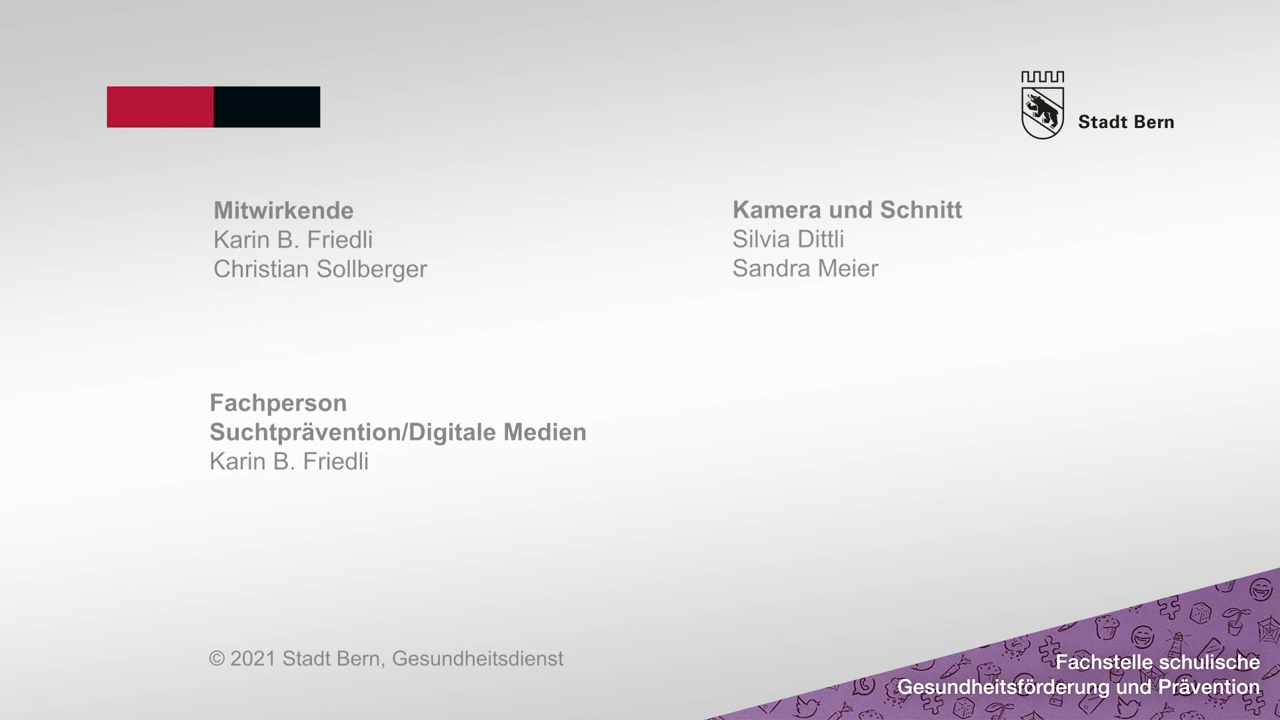 Stadt Bern
Mitwirkende
Karin B. Friedli
Christian Sollberger
Kamera und Schnitt
Silvia Dittli
Sandra Meier
Fachperson
Suchtprävention/Digitale Medien
Karin B. Friedli
© 2021 Stadt Bern, Gesundheitsdienst
Fachstelle schulische
Gesundheitsförderung und Prävention